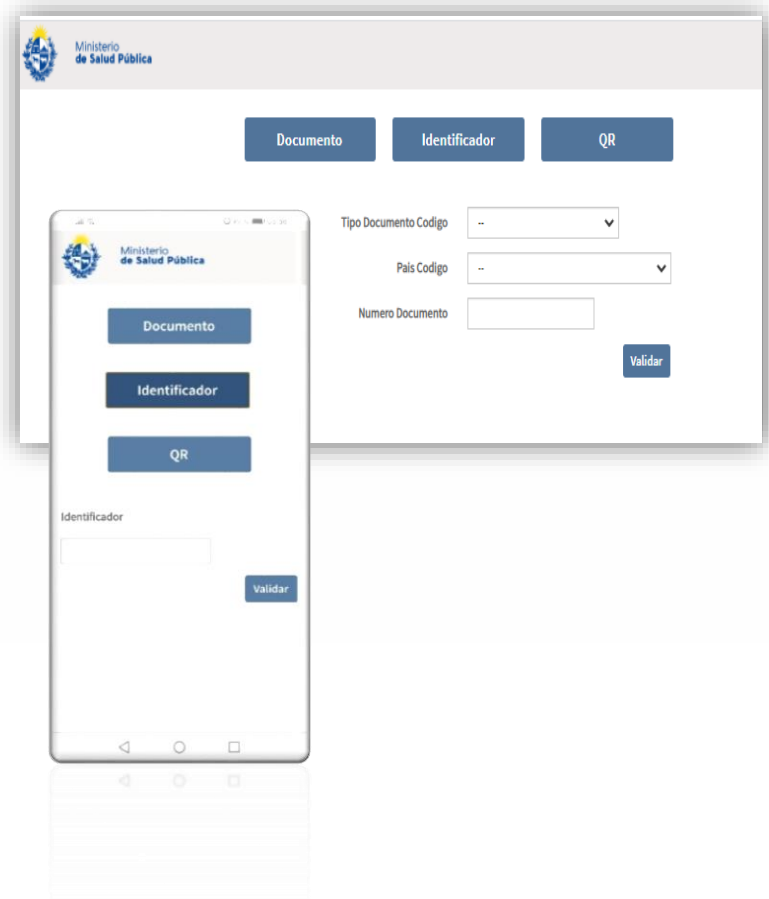 Ministerio
de Salud Pública
Documento
Identificador
QR
Tipo Documento Codigo
--
Pais Codigo
--
Numero Documento
Validar
Ministerio
de Salud Pública
Documento
Identificador
QR
Identificador
Validar